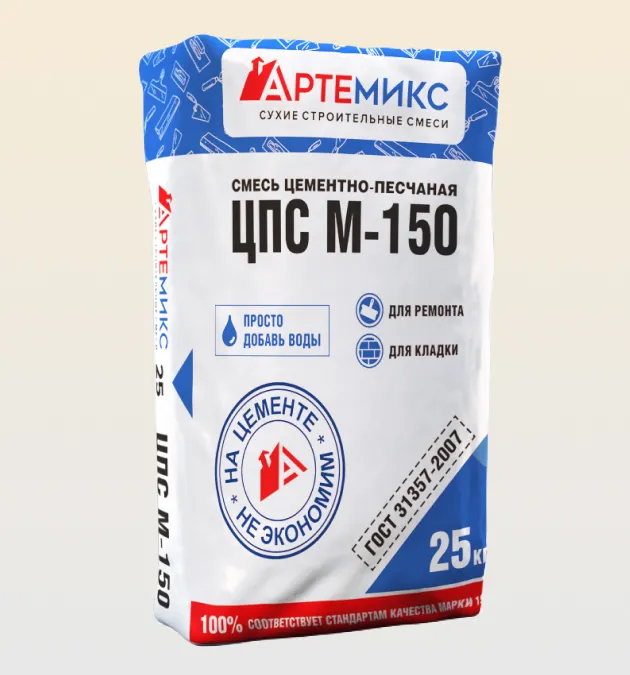 АРТЕМИКС
СУХИЕ СТРОИТЕЛЬНЫЕ СМЕСИ
СМЕСЬ ЦЕМЕНТНО-ПЕСЧАНАЯ
ЦПС М-150
ПРОСТО
ДОБАВЬ ВОДЫ
ДЛЯ РЕМОНТА
ДЛЯ КЛАДКИ
НА ЦЕМЕНТЕ
НЕ ЭКОНОМИМ
ГОСТ 31357-2007
25 кг
100% СООТВЕТСТВУЕТ СТАНДАРТАМ КАЧЕСТВА МАРКИ
АРТЕМИКС
25
ЦПС М-150